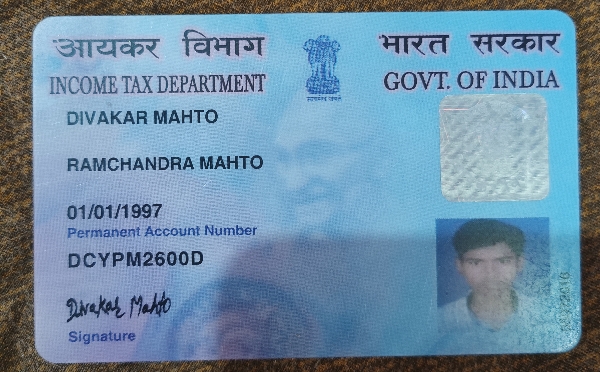 आयकर विभाग
INCOME TAX DEPARTMENT
भारत सरकार
GOVT. OF INDIA
सत्यमेव जयते
DIVAKAR MAHTO
RAMCHANDRA MAHTO
01/01/1997
Permanent Account Number
DCYPM2600D
Divakar Mahto
Signature